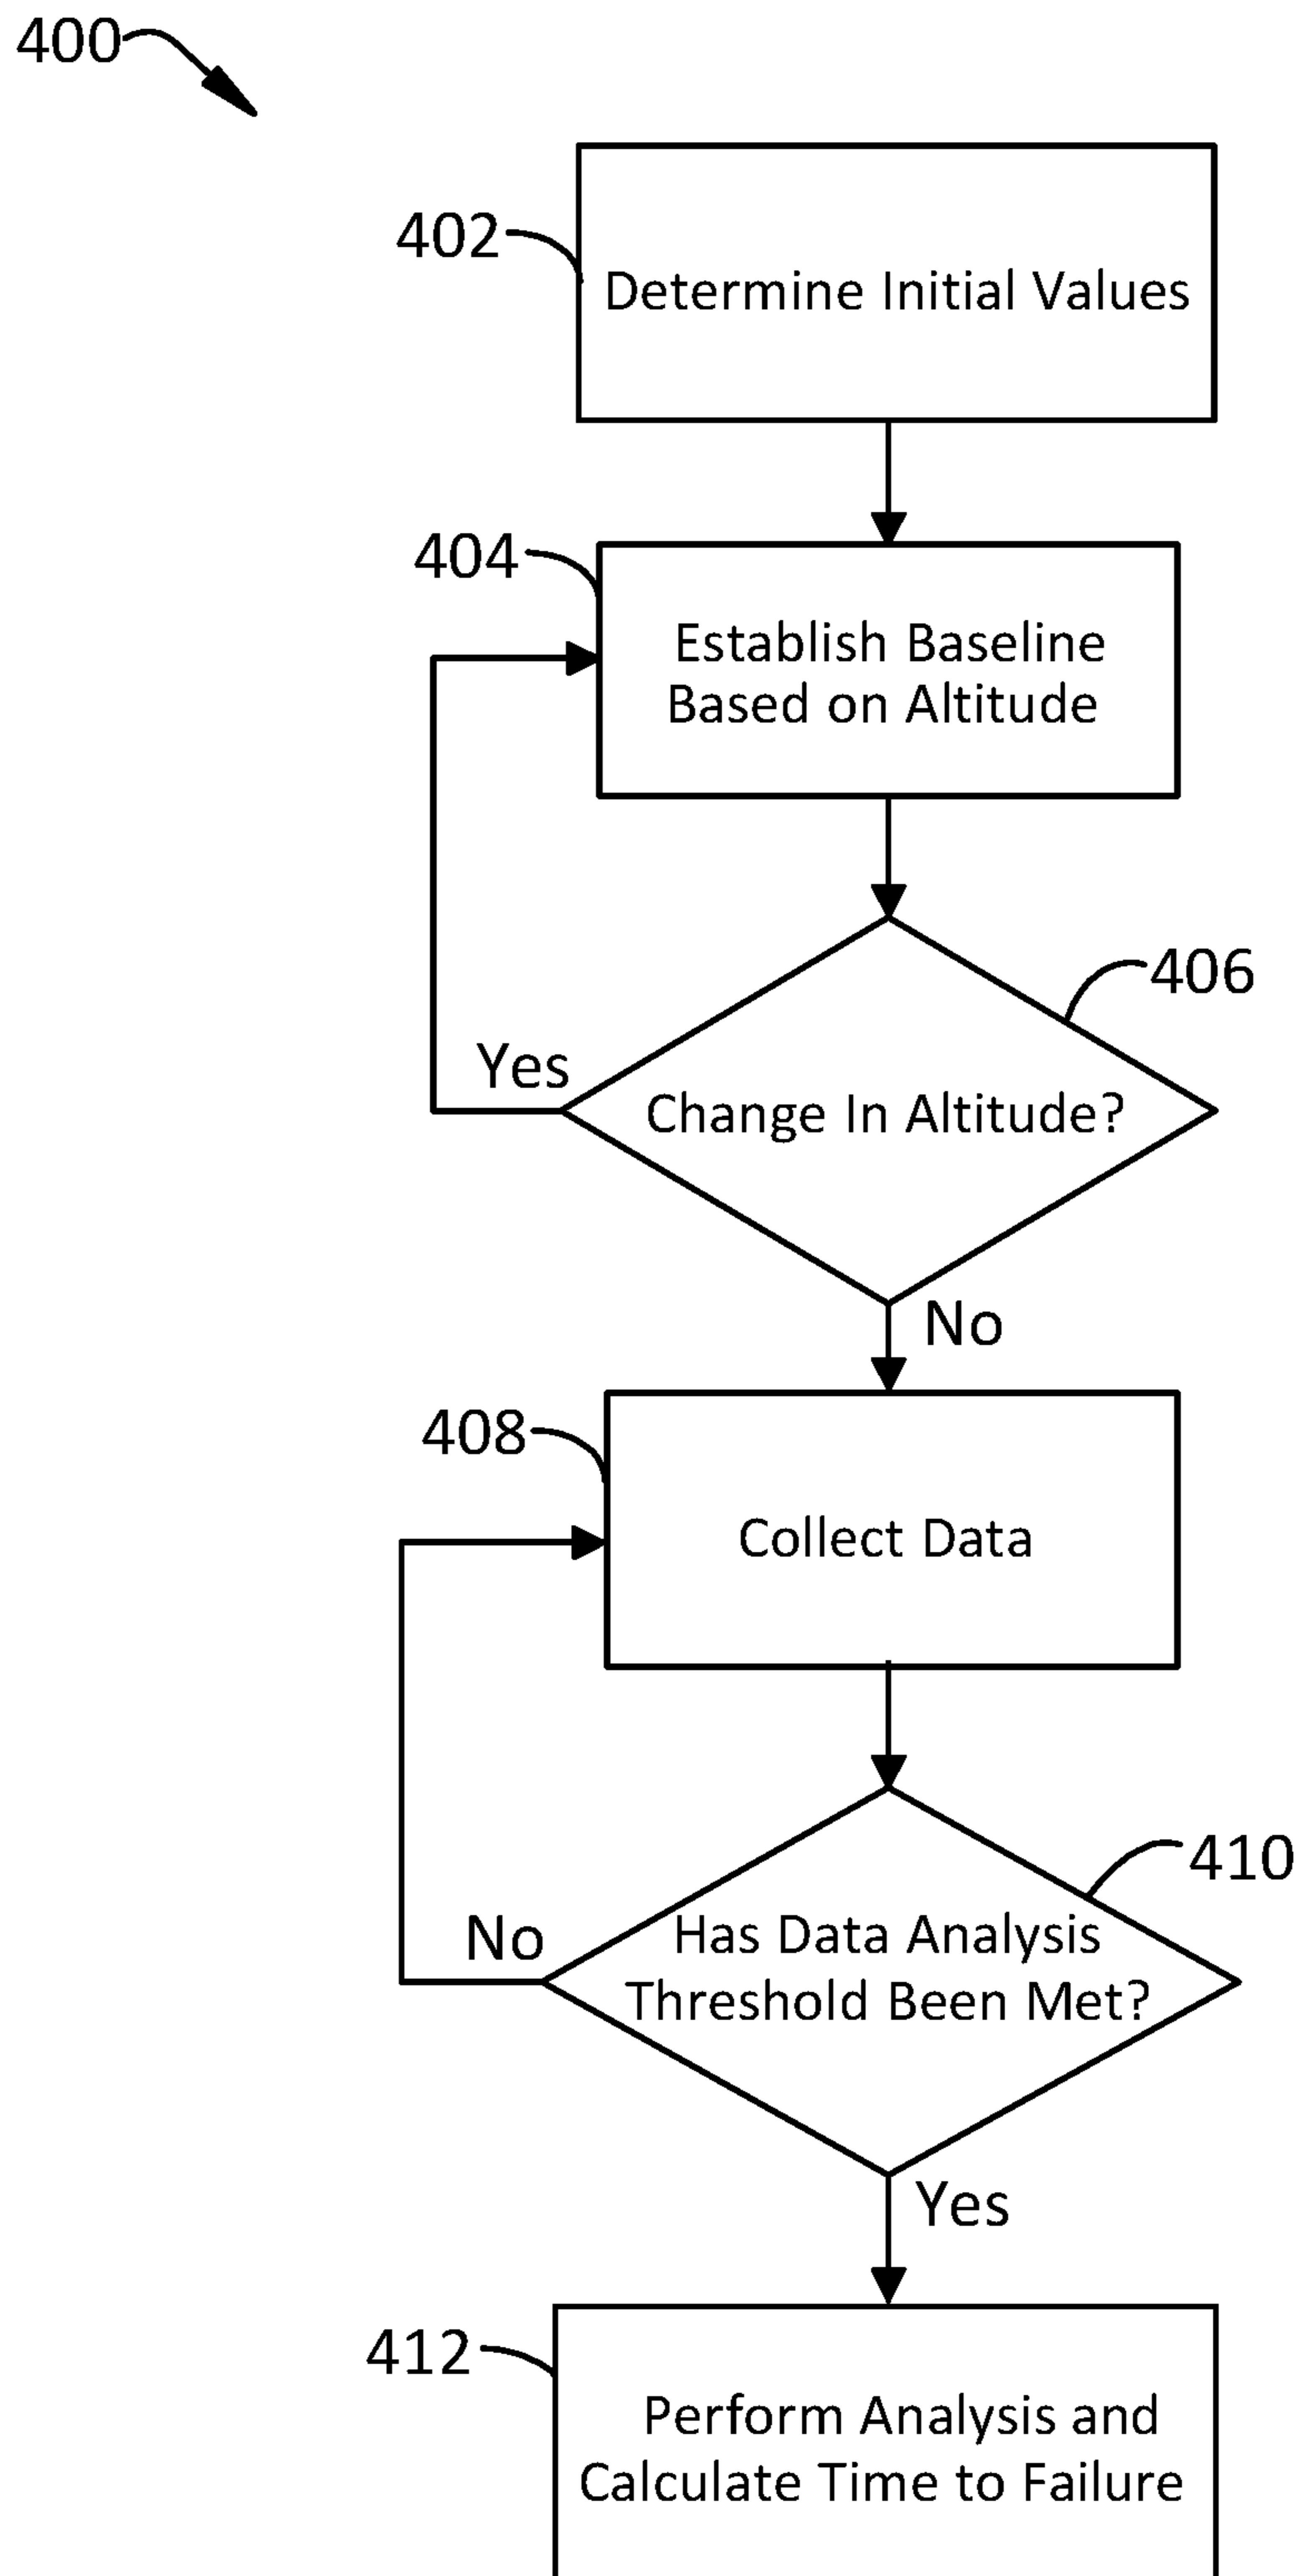 400
402
Determine Initial Values
404
Establish Baseline
Based on Altitude
406
Yes
Change In Altitude?
No
408
Collect Data
410
No
Has Data Analysis
Threshold Been Met?
Yes
412
Perform Analysis and
Calculate Time to Failure